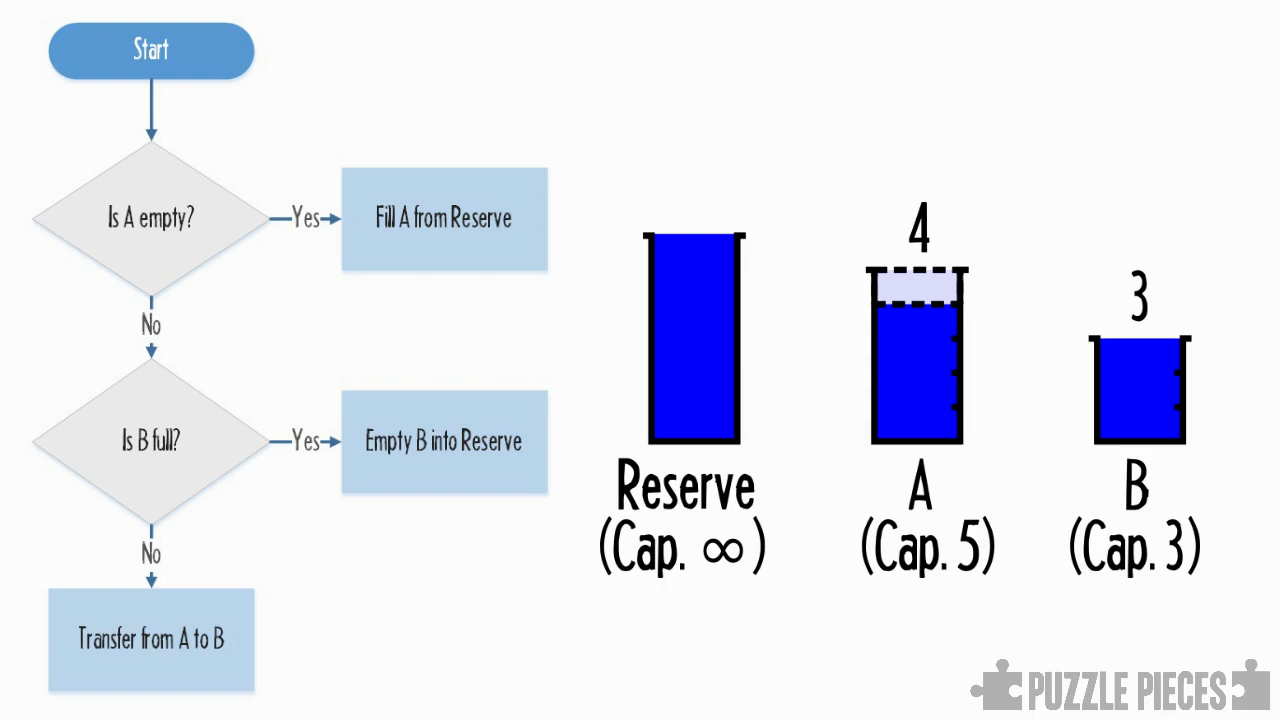 Start
Is A empty?
Yes
Fill A from Reserve
No
Is B full?
Yes
Empty B into Reserve
No
Transfer from A to B
4
3
Reserve
(Cap. ∞)
A
(Cap. 5)
B
(Cap. 3)
PUZZLE PIECES